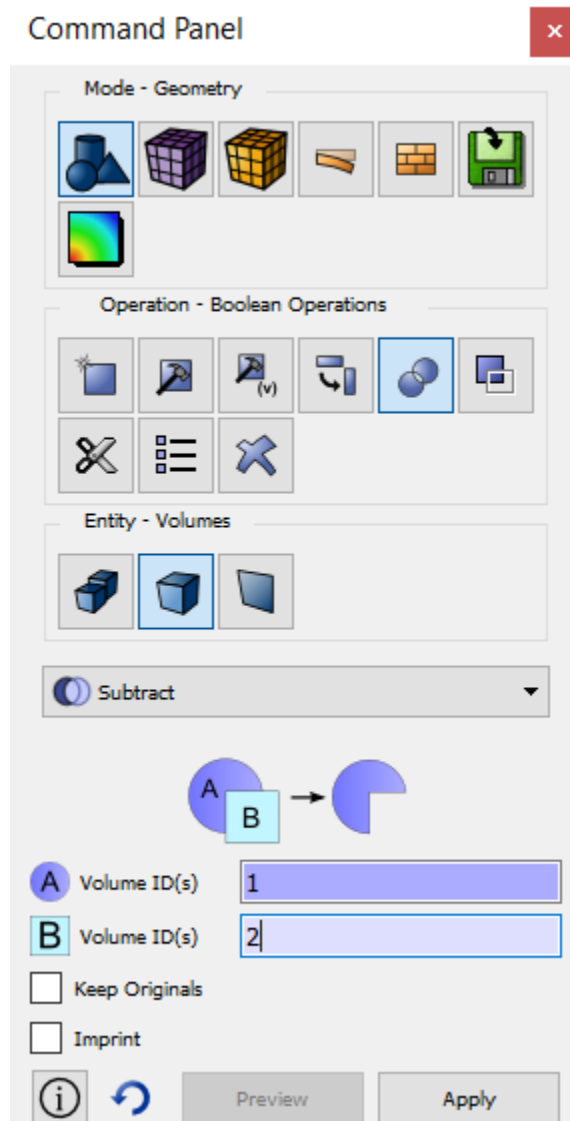 Command Panel
Mode - Geometry
Operation - Boolean Operations
(v)
Entity - Volumes
Subtract
A
B
A Volume ID(s) 1
B Volume ID(s) 2
Keep Originals
Imprint
i Preview Apply